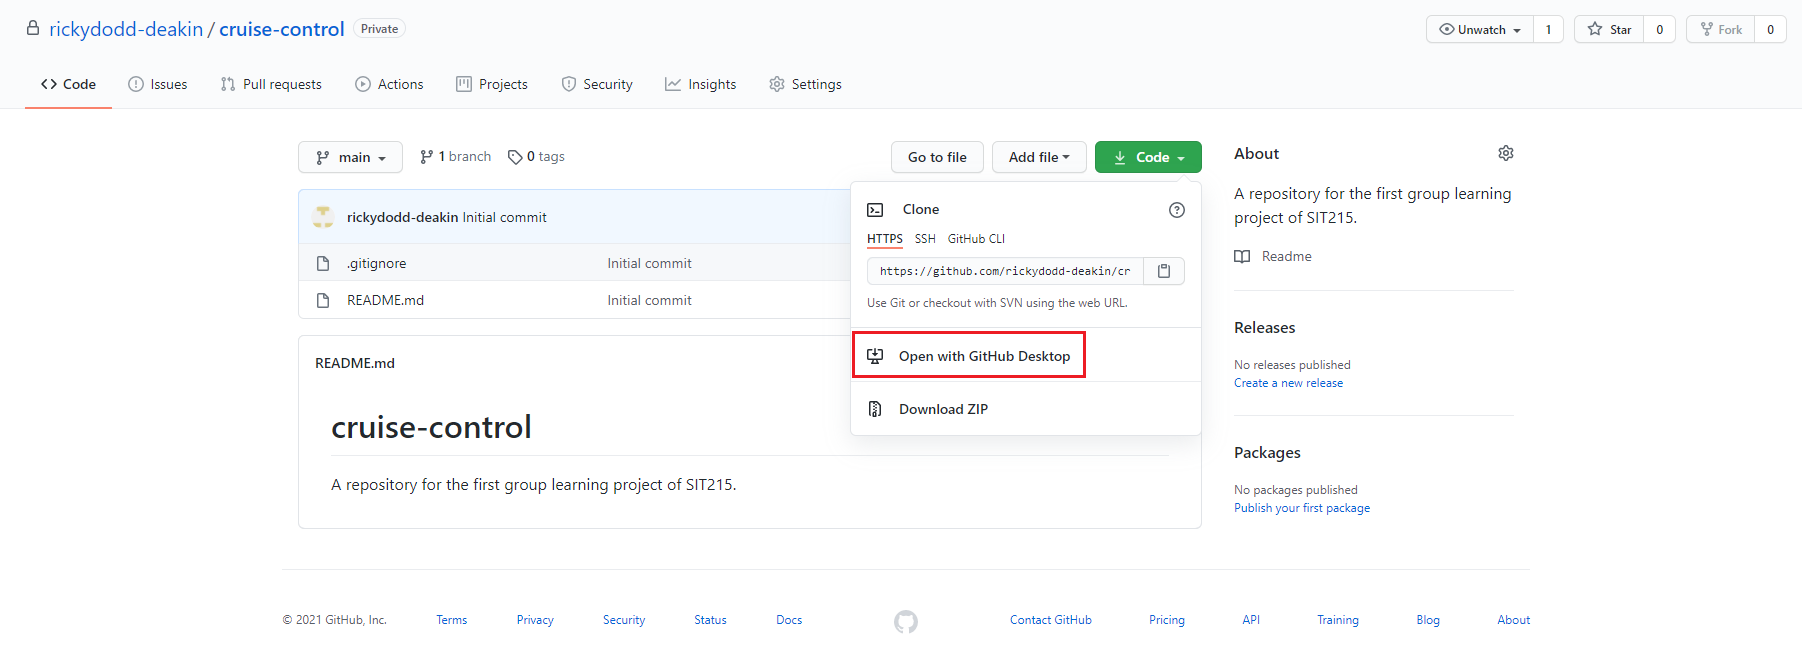 rickydodd-deakin / cruise-control Private
Unwatch 1 Star 0 Fork 0
Code Issues Pull requests Actions Projects Security Insights Settings
main 1 branch 0 tags Go to file Add file Code
rickydodd-deakin Initial commit
.gitignore Initial commit
README.md Initial commit
Clone
HTTPS SSH GitHub CLI
https://github.com/rickydodd-deakin/cr
Use Git or checkout with SVN using the web URL.
Open with GitHub Desktop
Download ZIP
README.md
cruise-control
A repository for the first group learning project of SIT215.
About
A repository for the first group learning
project of SIT215.
Readme
Releases
No releases published
Create a new release
Packages
No packages published
Publish your first package
© 2021 GitHub, Inc. Terms Privacy Security Status Docs Contact GitHub Pricing API Training Blog About